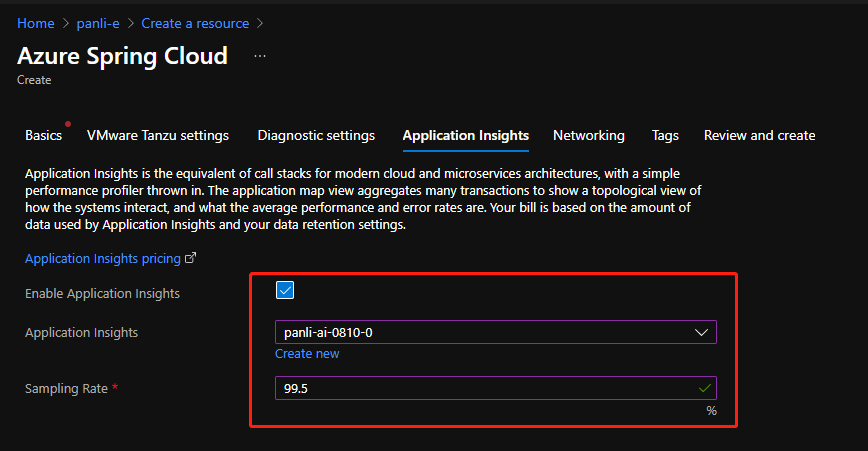 Home > panli-e > Create a resource >
Azure Spring Cloud ...
Create
Basics VMware Tanzu settings Diagnostic settings Application Insights Networking Tags Review and create
Application Insights is the equivalent of call stacks for modern cloud and microservices architectures, with a simple
performance profiler thrown in. The application map view aggregates many transactions to show a topological view of
how the systems interact, and what the average performance and error rates are. Your bill is based on the amount of
data used by Application Insights and your data retention settings.
Application Insights pricing
Enable Application Insights
Application Insights panli-ai-0810-0
Create new
Sampling Rate * 99.5
%